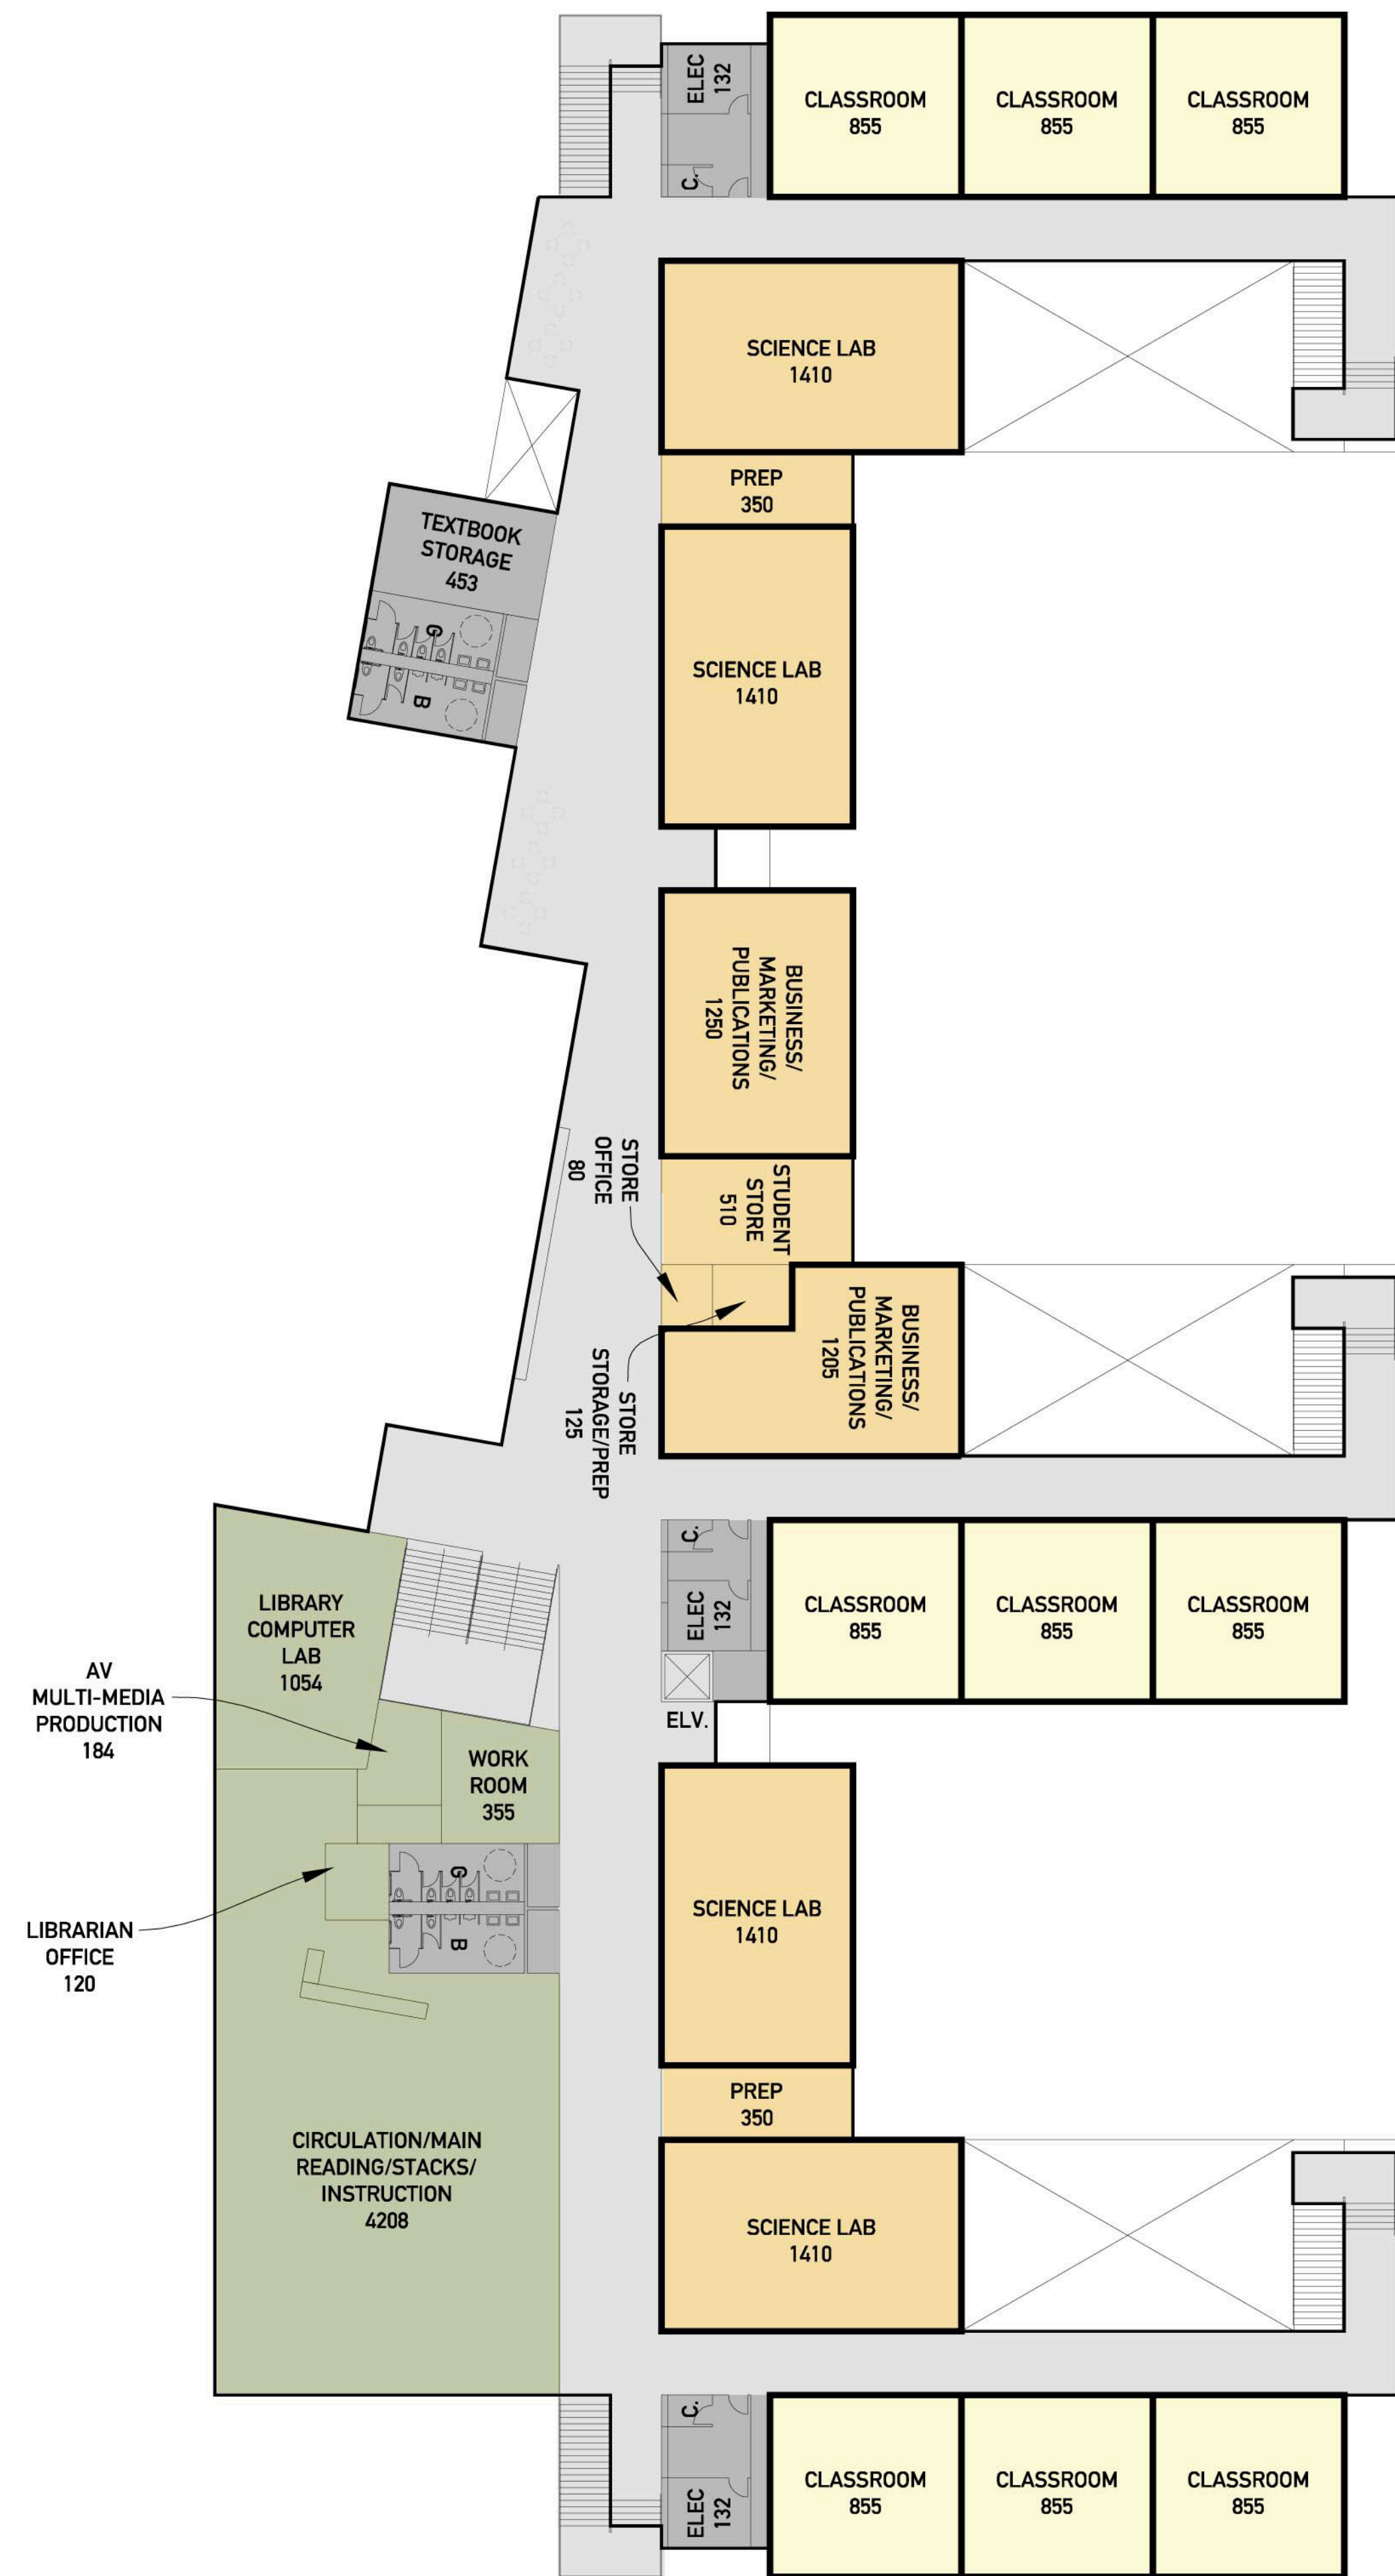 ELEC
132
C.
CLASSROOM
855
CLASSROOM
855
CLASSROOM
855
SCIENCE LAB
1410
PREP
350
TEXTBOOK
STORAGE
453
G
B
SCIENCE LAB
1410
BUSINESS/
MARKETING/
PUBLICATIONS
1250
STORE
OFFICE
80
STUDENT
STORE
510
BUSINESS/
MARKETING/
PUBLICATIONS
1205
STORE
STORAGE/PREP
125
C.
ELEC
132
CLASSROOM
855
CLASSROOM
855
CLASSROOM
855
LIBRARY
COMPUTER
LAB
1054
AV
MULTI-MEDIA
PRODUCTION
184
ELV.
WORK
ROOM
355
G
B
LIBRARIAN
OFFICE
120
SCIENCE LAB
1410
PREP
350
CIRCULATION/MAIN
READING/STACKS/
INSTRUCTION
4208
SCIENCE LAB
1410
C.
ELEC
132
CLASSROOM
855
CLASSROOM
855
CLASSROOM
855